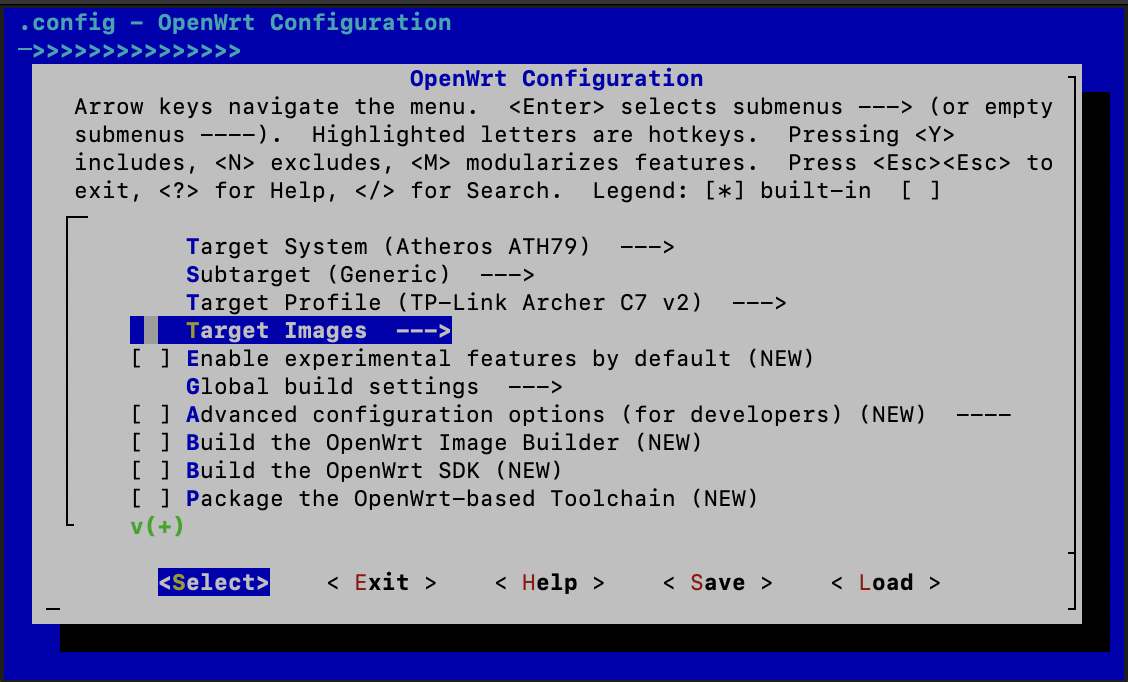 .config - OpenWrt Configuration
─>>>>>>>>>>>>>>>
OpenWrt Configuration
Arrow keys navigate the menu.  <Enter> selects submenus ---> (or empty
submenus ----).  Highlighted letters are hotkeys.  Pressing <Y>
includes, <N> excludes, <M> modularizes features.  Press <Esc><Esc> to
exit, <?> for Help, </> for Search.  Legend: [*] built-in  [ ]
Target System (Atheros ATH79)  --->
Subtarget (Generic)  --->
Target Profile (TP-Link Archer C7 v2)  --->
Target Images  --->
[ ] Enable experimental features by default (NEW)
Global build settings  --->
[ ] Advanced configuration options (for developers) (NEW)  ----
[ ] Build the OpenWrt Image Builder (NEW)
[ ] Build the OpenWrt SDK (NEW)
[ ] Package the OpenWrt-based Toolchain (NEW)
v(+)
<Select>    < Exit >    < Help >    < Save >    < Load >